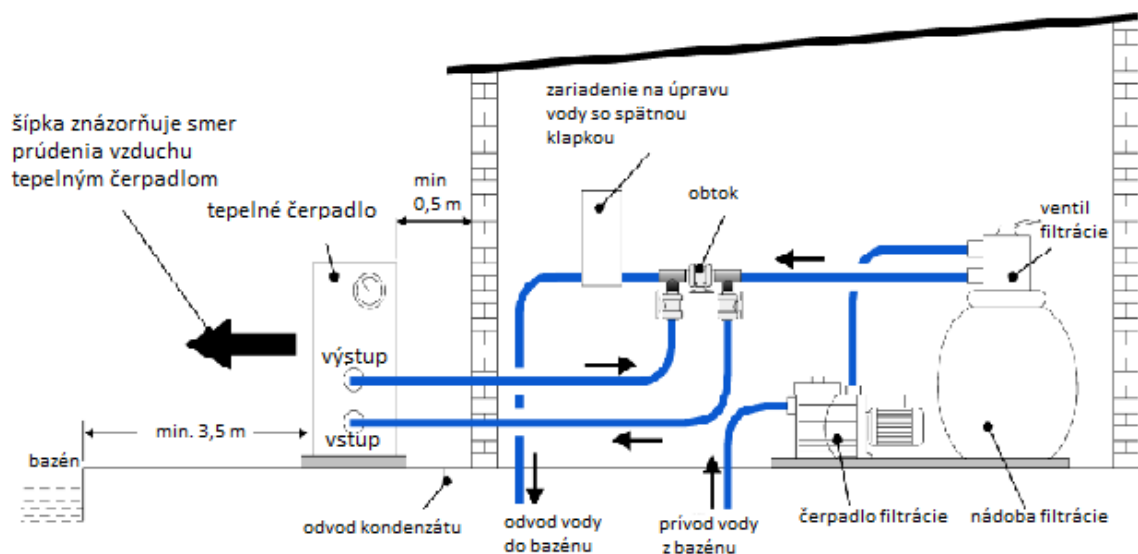 zariadenie na úpravu
vody so spätnou
klapkou
šípka znázorňuje smer
prúdenia vzduchu
tepelným čerpadlom
min
0,5 m
tepelné čerpadlo
obtok
ventil
filtrácie
výstup
vstup
min. 3,5 m
bazén
odvod kondenzátu
odvod vody
do bazénu
prívod vody
z bazénu
čerpadlo filtrácie
nádoba filtrácie